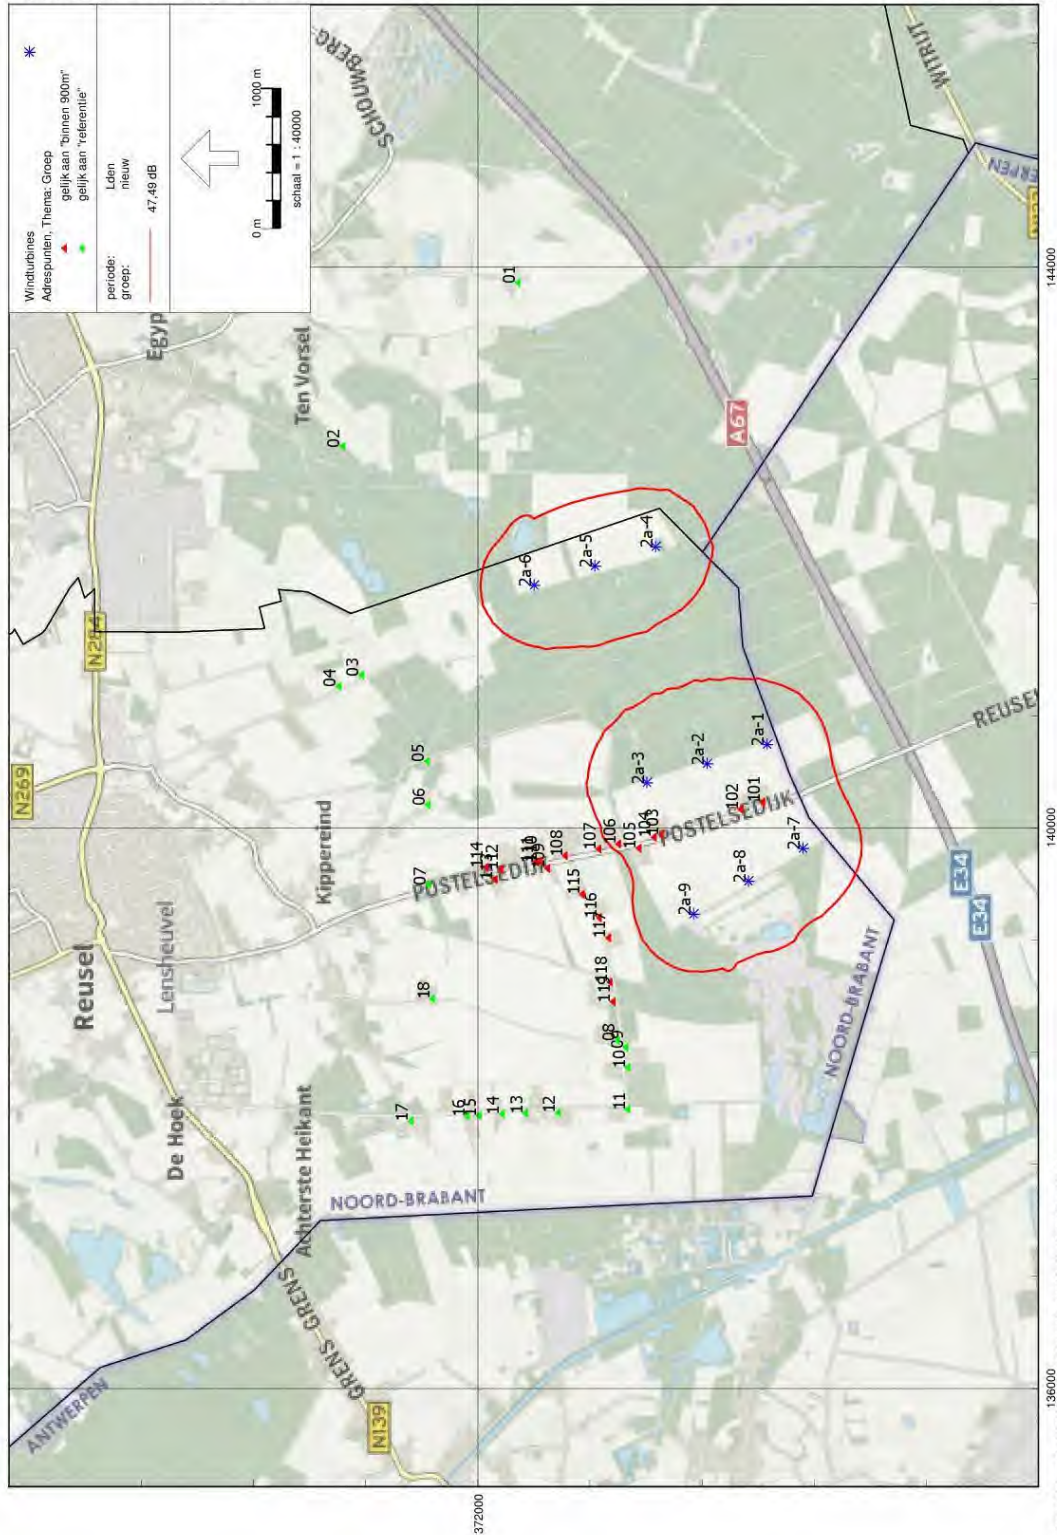 Windturbines
Adrespunten, Thema: Groep
gelijk aan "binnen 900m"
gelijk aan "referentie"
periode: Lden
groep: nieuw
47,49 dB
0 m 1000 m
schaal = 1 : 40000
ANTWERPEN
N139
GRENS
GRENS
De Hoek
Achterste Heikant
NOORD-BRABANT
Reusel
Lensheuvel
Kippereind
N269
N284
Egyp
Ten Vorsel
SCHOUWBERG
WITRIJT
ERPEN
A67
E34
E34
NOORD-BRABANT
POSTELSEDIJK
POSTELSEDIJK
REUSEL
01
02
03
04
05
06
07
18
17
16
15
14
13
12
11
10
09
08
119
118
117
116
115
114
112
108
107
106
105
104
103
102
101
2a-1
2a-2
2a-3
2a-4
2a-5
2a-6
2a-7
2a-8
2a-9
136000
140000
144000
372000